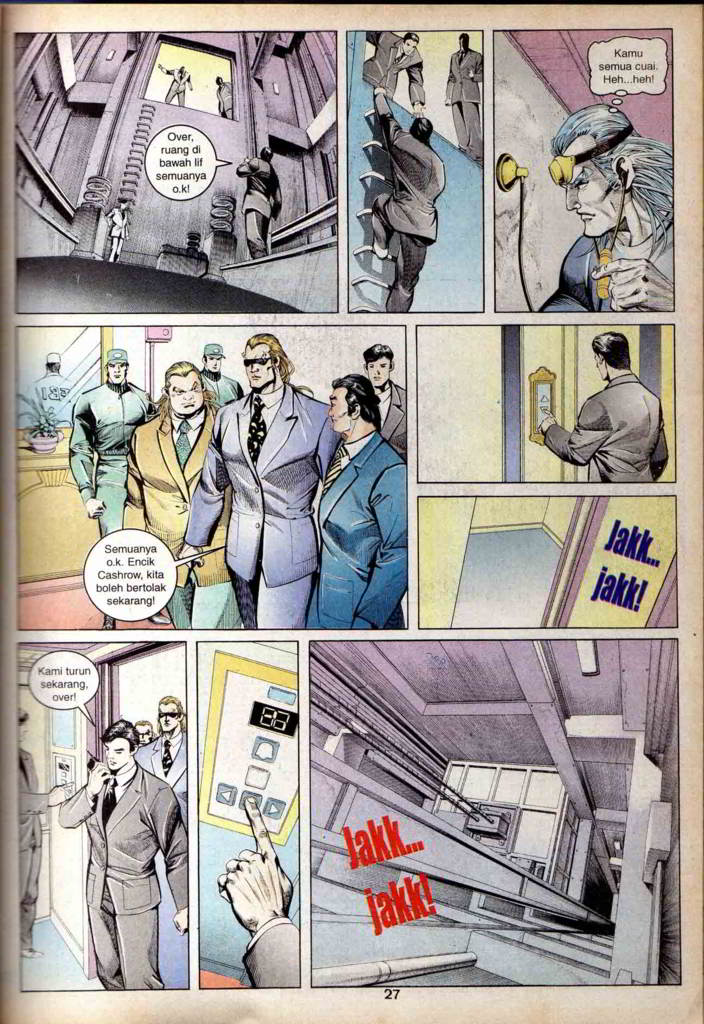 Over,
ruang di
bawah lif
semuanya
o.k!
Kamu
semua cuai.
Heh...heh!
Semuanya
o.k. Encik
Cashrow, kita
boleh bertolak
sekarang!
Jakk...
jakk!
Kami turun
sekarang,
over!
Jakk...
jakk!
27